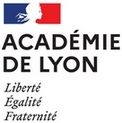 ACADÉMIE
DE LYON
Liberté
Égalité
Fraternité